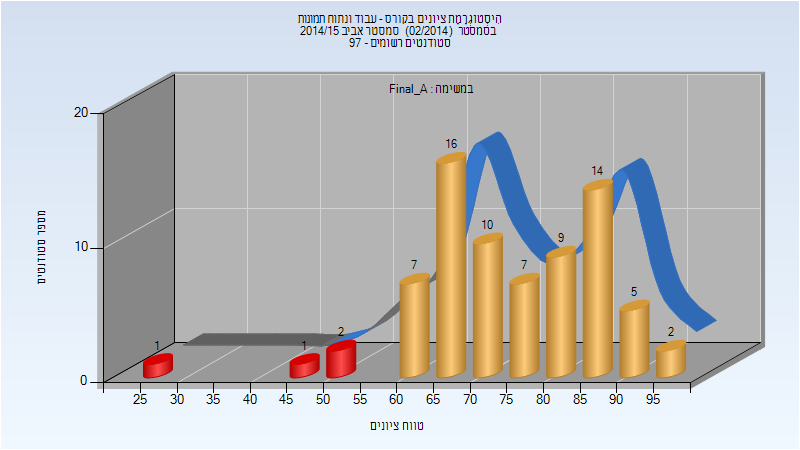 היסטוגרמת ציונים בקורס - עבוד ונתוח תמונות
בסמסטר (02/2014) סמסטר אביב 2014/15
סטודנטים רשומים - 97
במשימה : Final_A
20
10
0
מספר סטודנטים
1
1
2
7
16
10
7
9
14
5
2
25 30 35 40 45 50 55 60 65 70 75 80 85 90 95
טווח ציונים